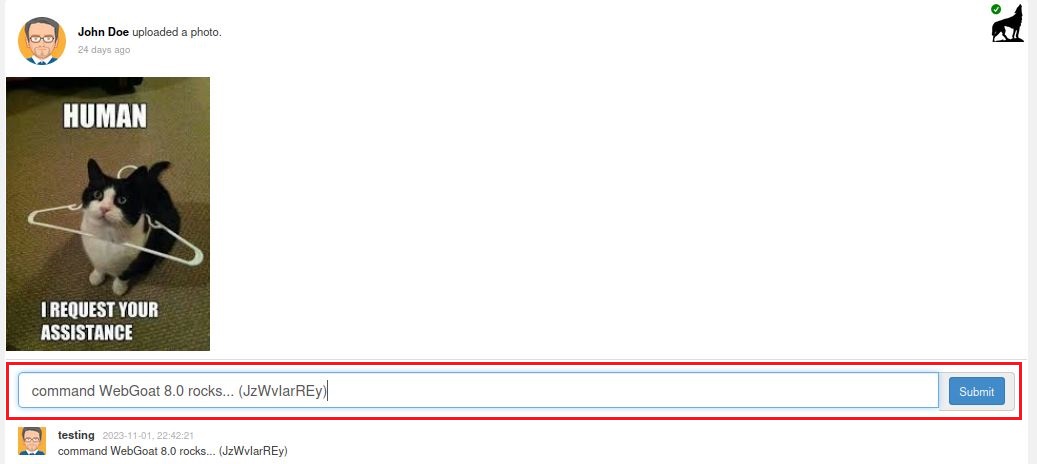 John Doe uploaded a photo.
24 days ago
HUMAN
I REQUEST YOUR
ASSISTANCE
command WebGoat 8.0 rocks... (JzWvIarREy)
Submit
testing 2023-11-01, 22:42:21
command WebGoat 8.0 rocks... (JzWvIarREy)